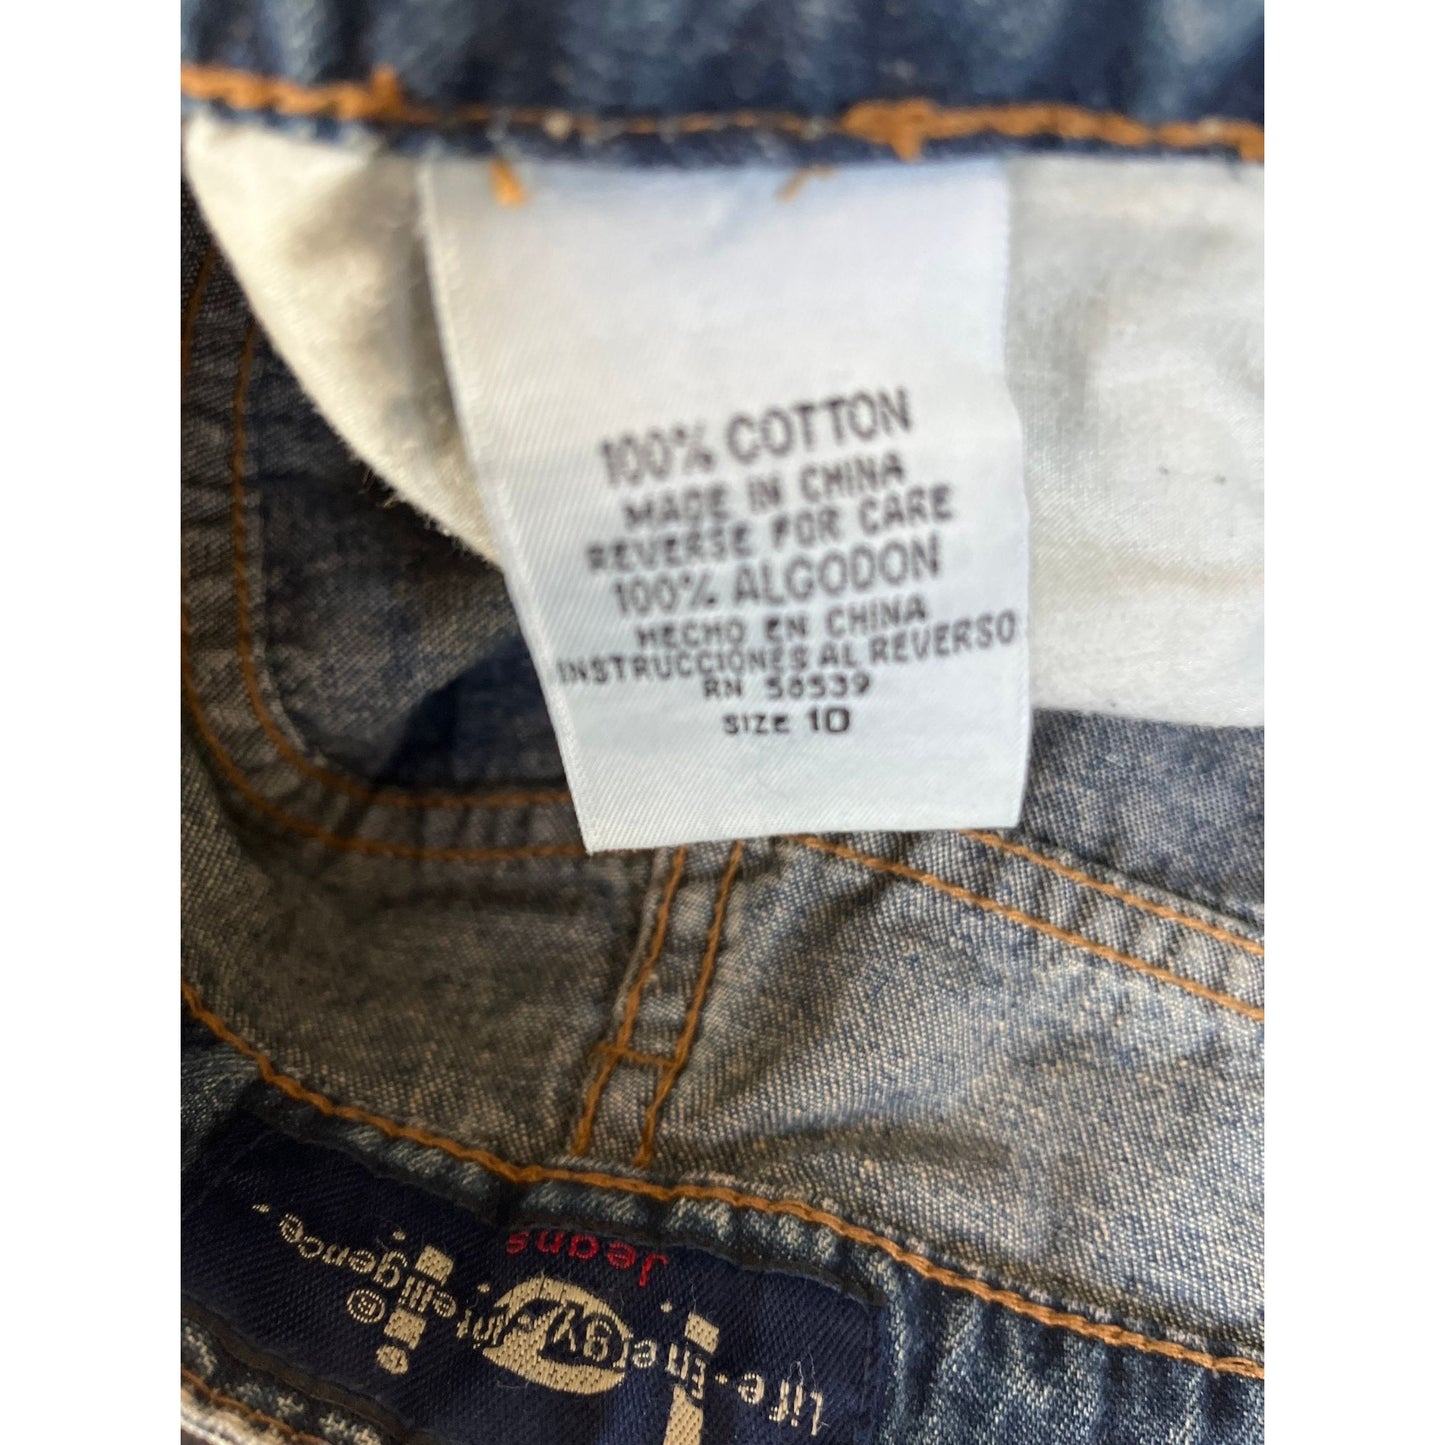 100% COTTON
MADE IN CHINA
REVERSE FOR CARE
100% ALGODON
HECHO EN CHINA
INSTRUCCIONES AL REVERSO
RN 58539
SIZE 10
Life·Energy·Intelligence·
Jeans